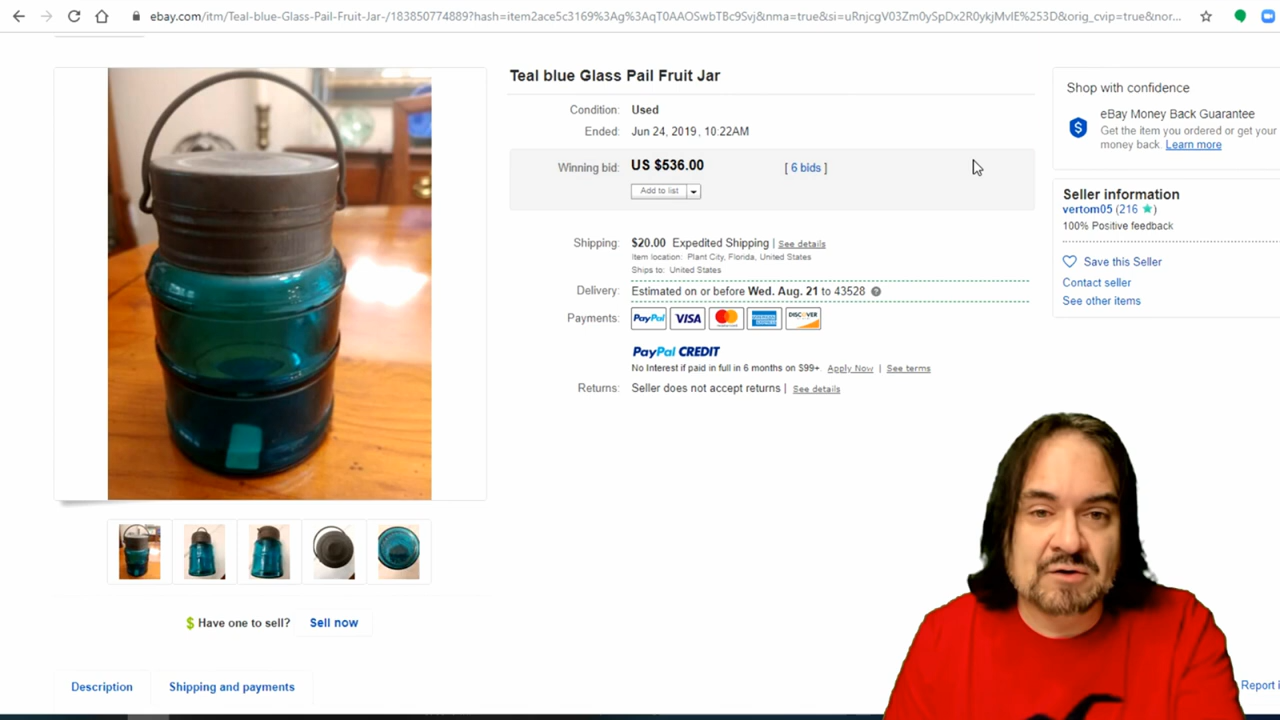 ebay.com/itm/Teal-blue-Glass-Pail-Fruit-Jar-/183850774889?hash=item2ace5c3169%3Ag%3AqT0AAOSwbTBc9Svj&nma=true&si=uRnjcgV03Zm0ySpDx2R0ykjMvIE%253D&orig_cvip=true&nor...
Teal blue Glass Pail Fruit Jar
Condition: Used
Ended: Jun 24, 2019 , 10:22AM
Winning bid: US $536.00 [ 6 bids ]
Add to list
Shipping: $20.00 Expedited Shipping | See details
Item location: Plant City, Florida, United States
Ships to: United States
Delivery: Estimated on or before Wed. Aug. 21 to 43528
Payments: PayPal VISA MasterCard DISCOVER
PayPal CREDIT
No Interest if paid in full in 6 months on $99+. Apply Now | See terms
Returns: Seller does not accept returns | See details
Shop with confidence
eBay Money Back Guarantee
Get the item you ordered or get your
money back. Learn more
Seller information
vertom05 (216 )
100% Positive feedback
Save this Seller
Contact seller
See other items
$ Have one to sell? Sell now
Description Shipping and payments
Report i